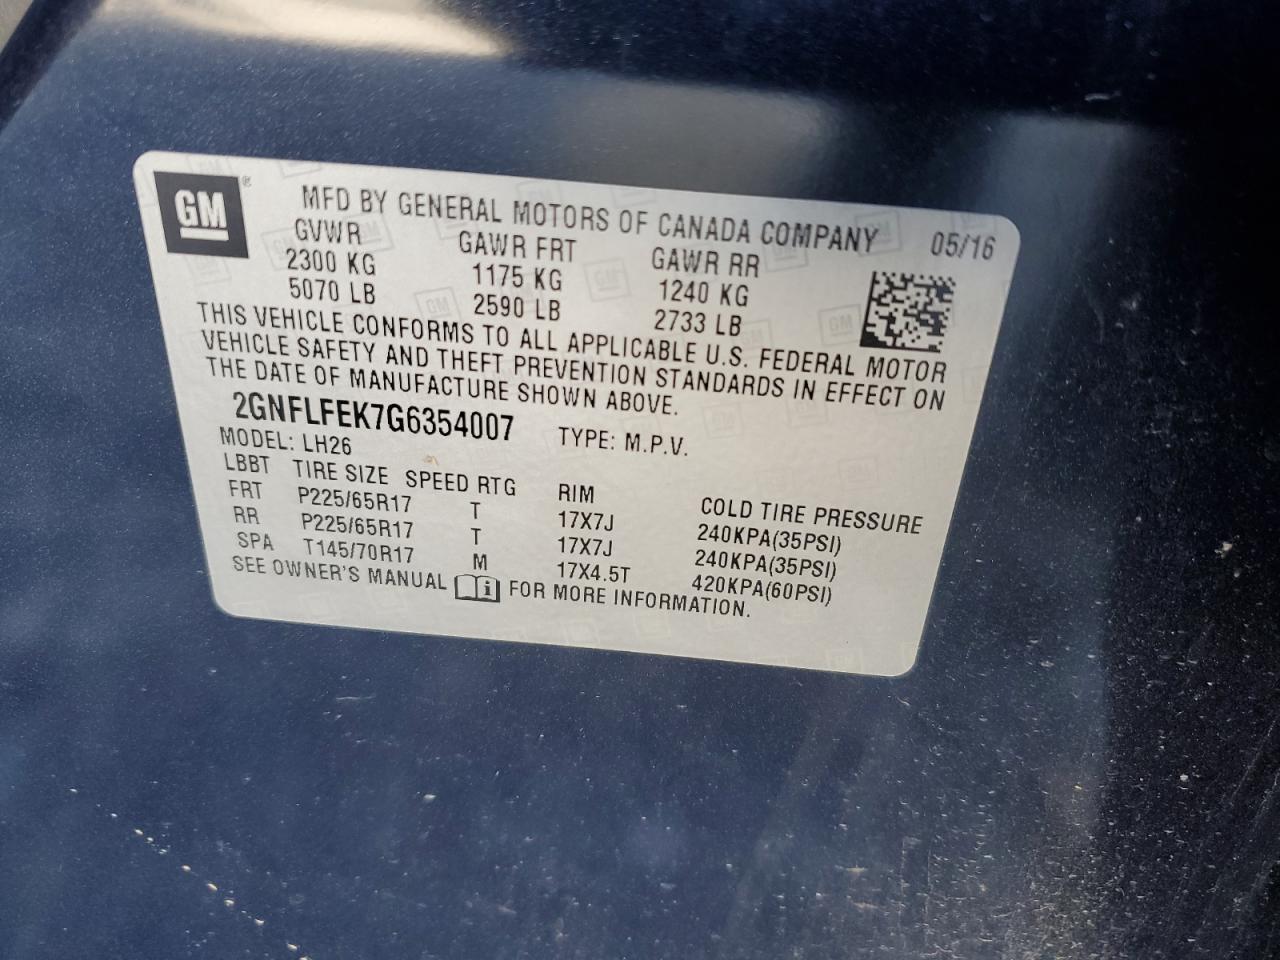 GM ® MFD BY GENERAL MOTORS OF CANADA COMPANY 05/16
GVWR GAWR FRT GAWR RR
2300 KG 1175 KG 1240 KG
5070 LB 2590 LB 2733 LB
THIS VEHICLE CONFORMS TO ALL APPLICABLE U.S. FEDERAL MOTOR
VEHICLE SAFETY AND THEFT PREVENTION STANDARDS IN EFFECT ON
THE DATE OF MANUFACTURE SHOWN ABOVE.
2GNFLFEK7G6354007 TYPE: M.P.V.
MODEL: LH26
LBBT TIRE SIZE SPEED RTG RIM COLD TIRE PRESSURE
FRT P225/65R17 T 17X7J 240KPA(35PSI)
RR P225/65R17 T 17X7J 240KPA(35PSI)
SPA T145/70R17 M 17X4.5T 420KPA(60PSI)
SEE OWNER'S MANUAL i FOR MORE INFORMATION.